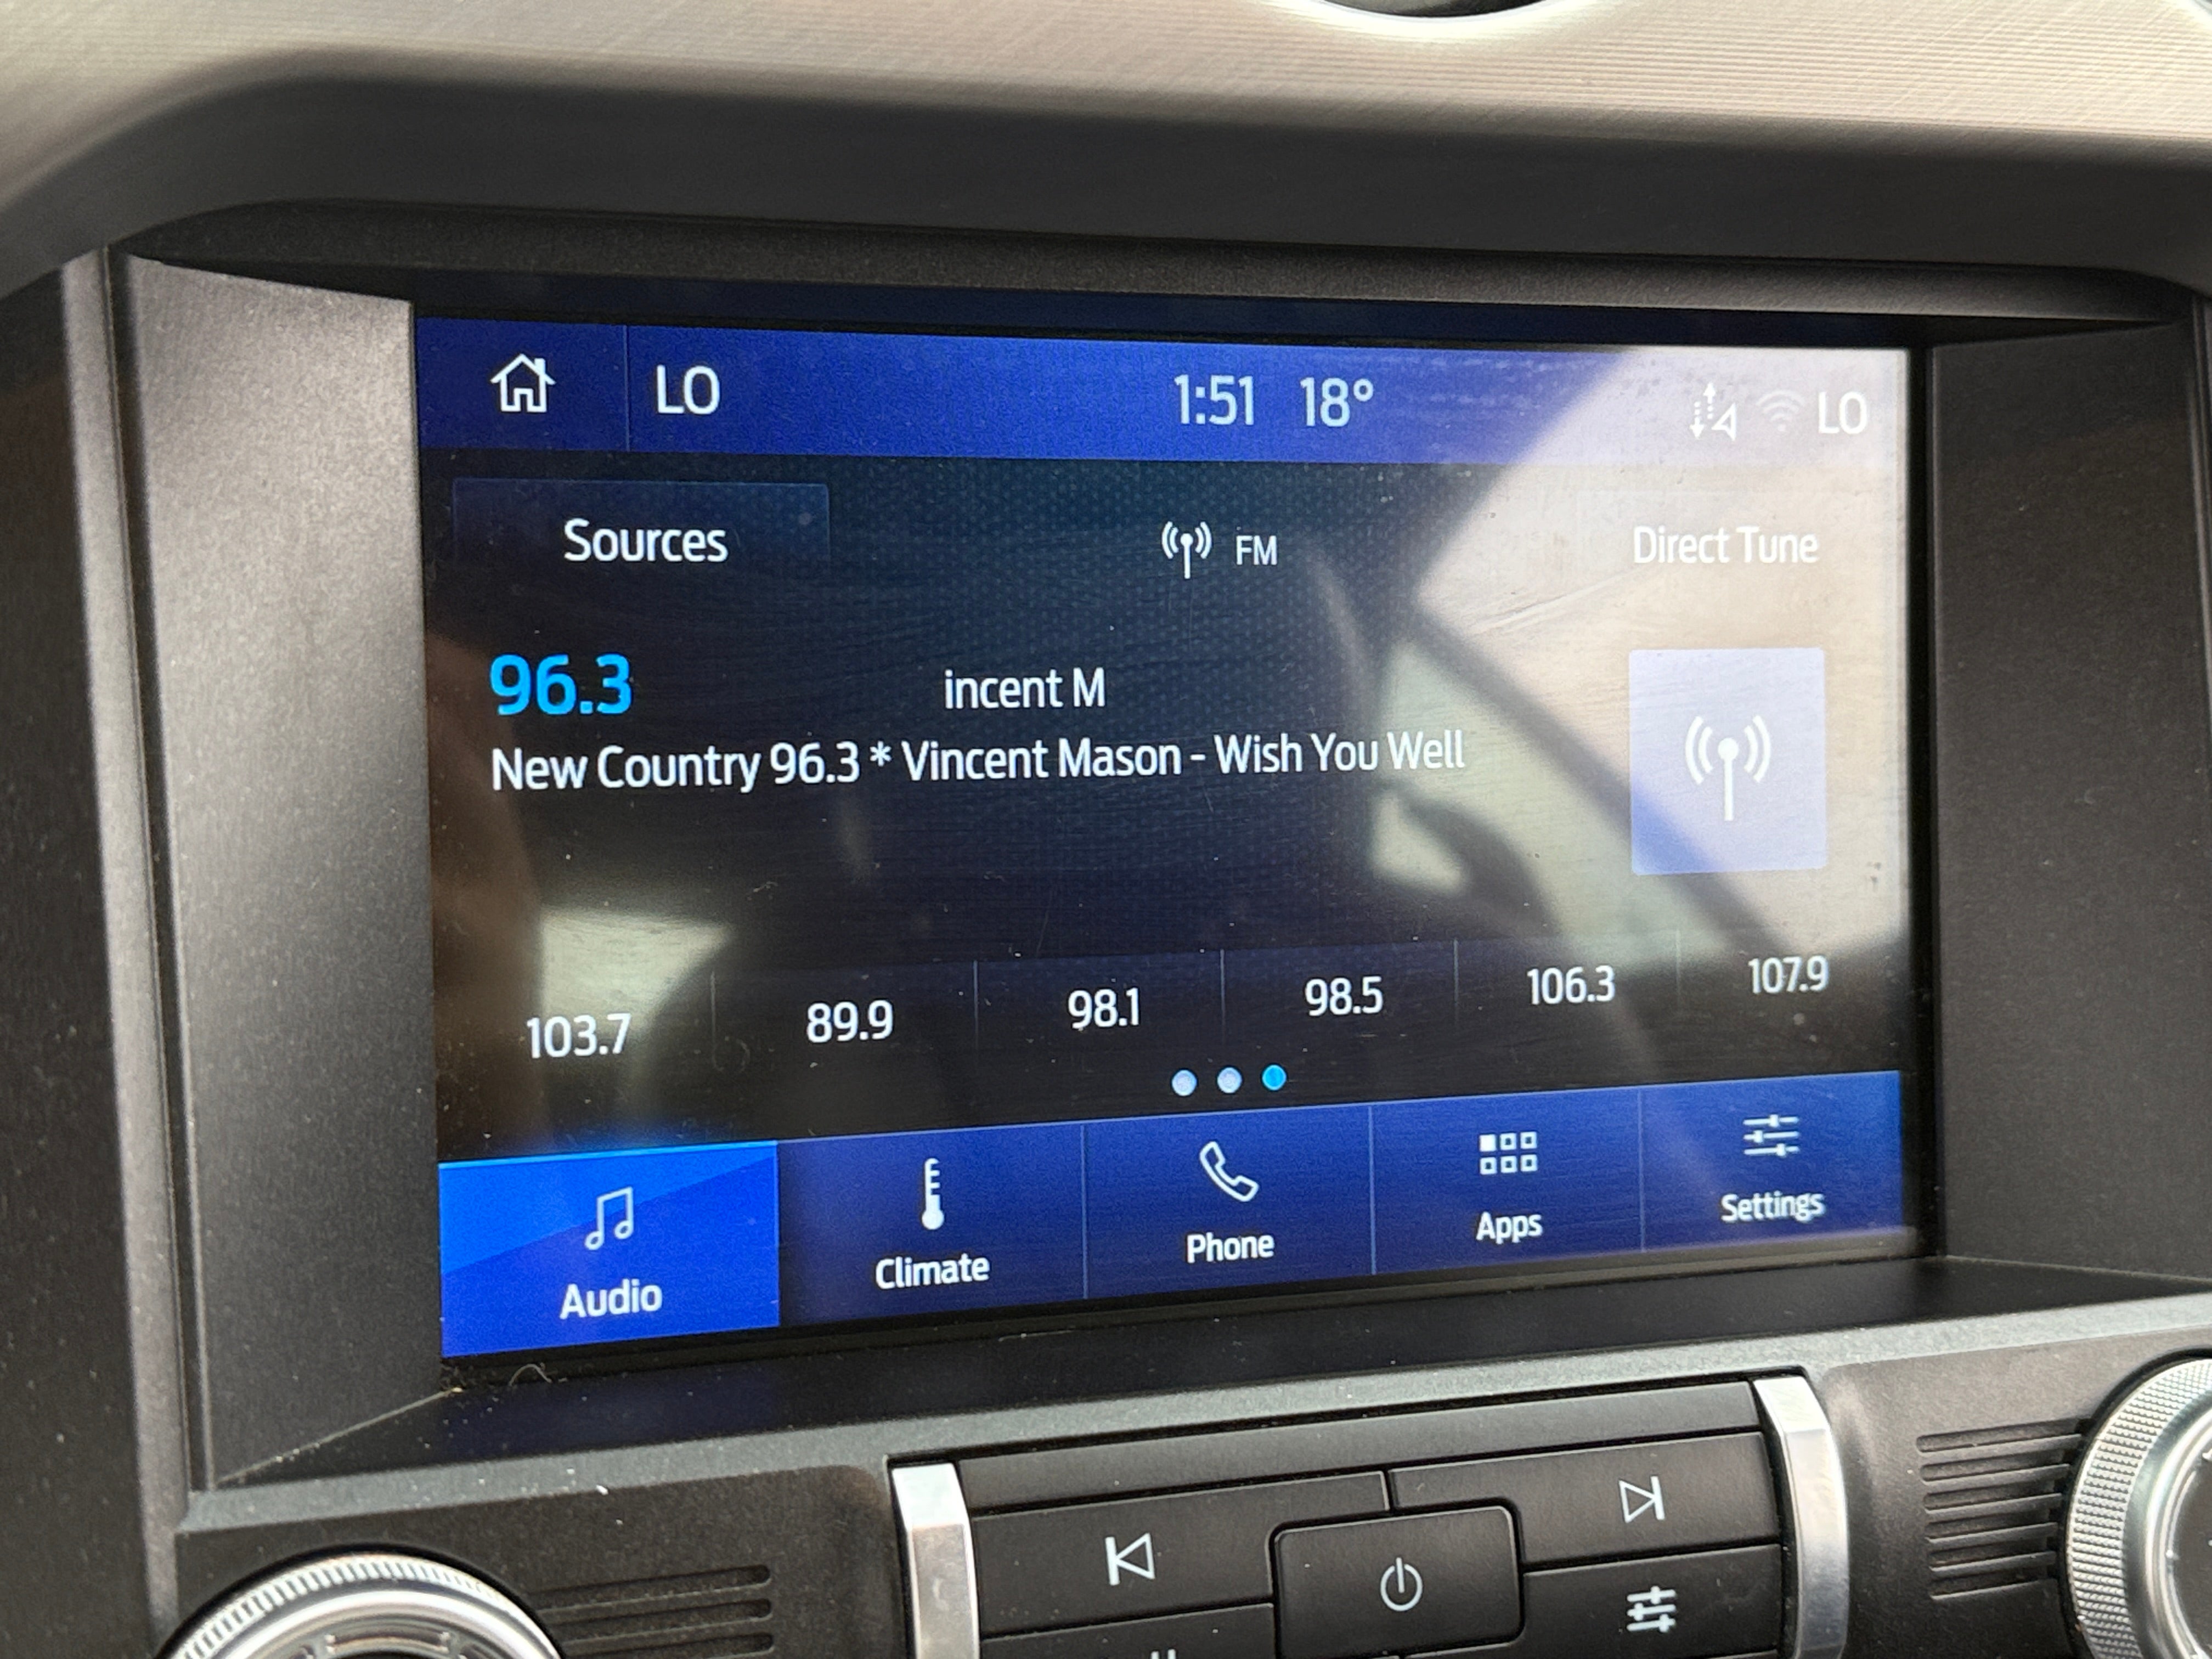 LO 1:51 18° LO
Sources FM Direct Tune
96.3 incent M
New Country 96.3 * Vincent Mason - Wish You Well
103.7 89.9 98.1 98.5 106.3 107.9
Audio Climate Phone Apps Settings